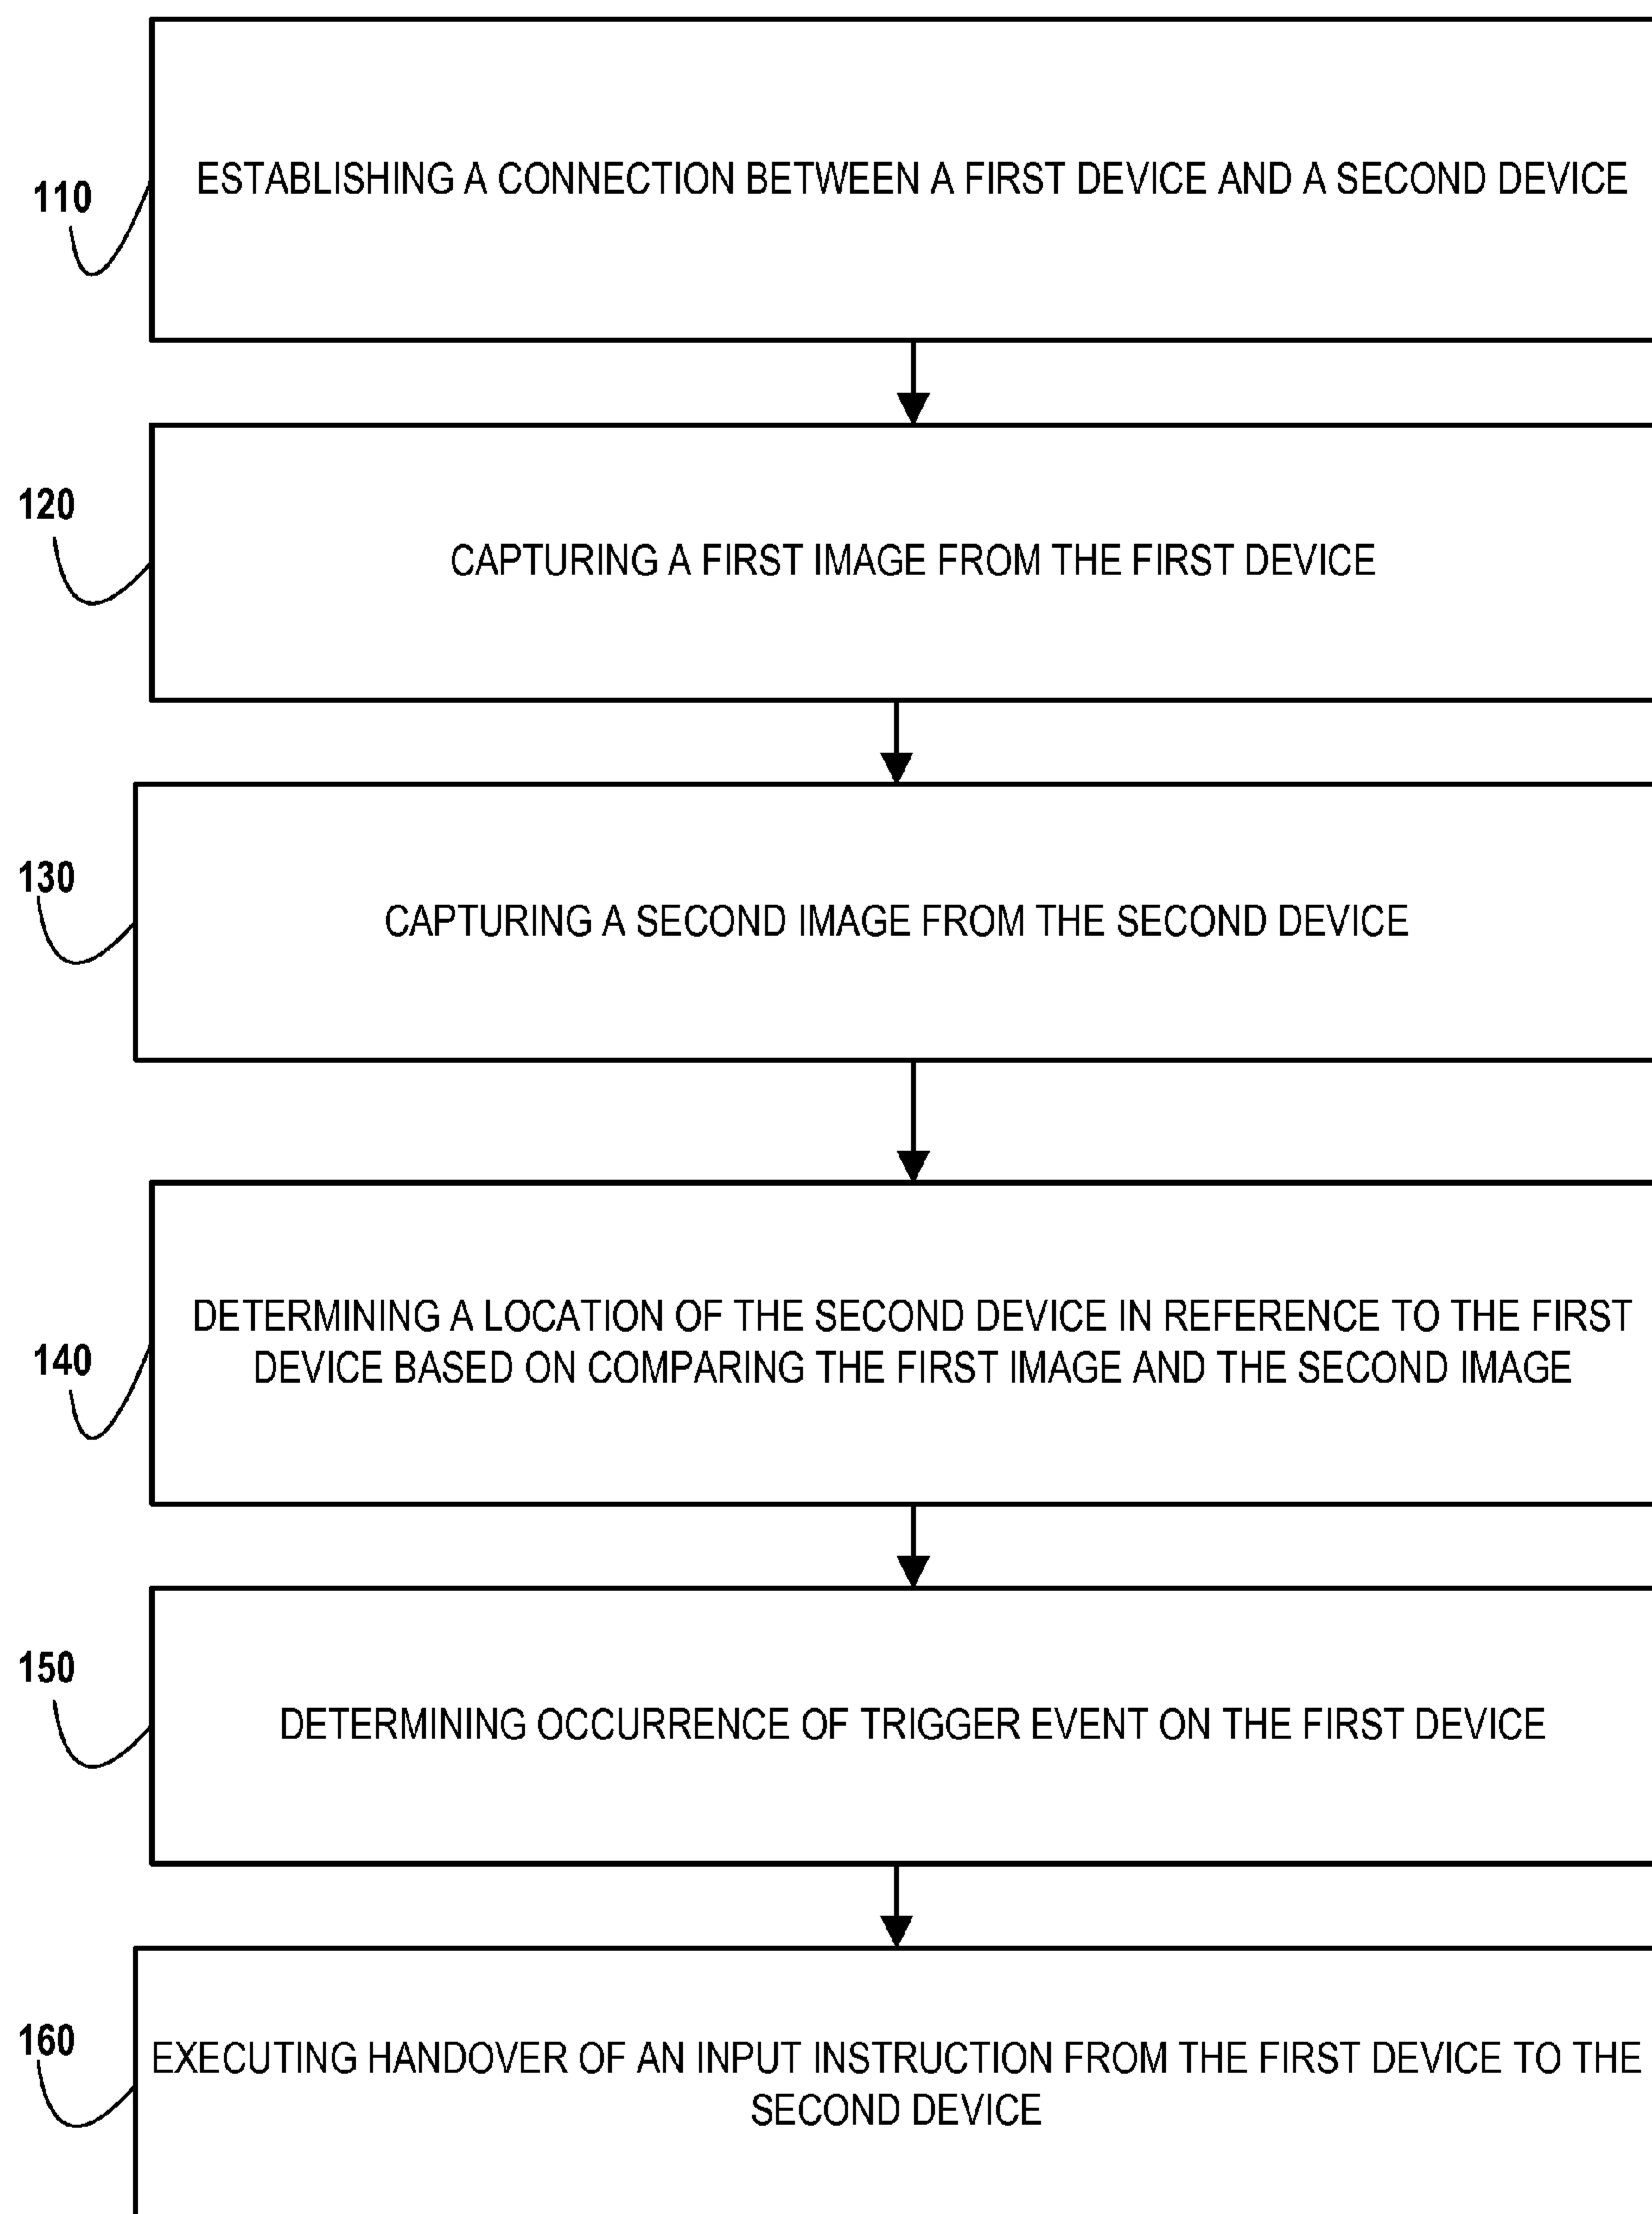 110
ESTABLISHING A CONNECTION BETWEEN A FIRST DEVICE AND A SECOND DEVICE
120
CAPTURING A FIRST IMAGE FROM THE FIRST DEVICE
130
CAPTURING A SECOND IMAGE FROM THE SECOND DEVICE
140
DETERMINING A LOCATION OF THE SECOND DEVICE IN REFERENCE TO THE FIRST
DEVICE BASED ON COMPARING THE FIRST IMAGE AND THE SECOND IMAGE
150
DETERMINING OCCURRENCE OF TRIGGER EVENT ON THE FIRST DEVICE
160
EXECUTING HANDOVER OF AN INPUT INSTRUCTION FROM THE FIRST DEVICE TO THE
SECOND DEVICE